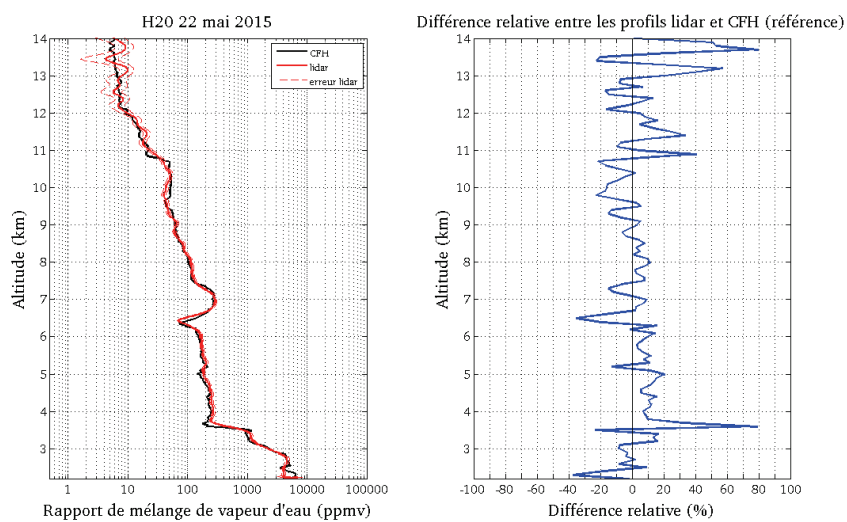 H20 22 mai 2015
CFH
lidar
erreur lidar
14
13
12
11
10
9
8
7
6
5
4
3
Altitude (km)
1 10 100 1000 10000 100000
Rapport de mélange de vapeur d'eau (ppmv)
Différence relative entre les profils lidar et CFH (référence)
14
13
12
11
10
9
8
7
6
5
4
3
Altitude (km)
-100 -80 -60 -40 -20 0 20 40 60 80 100
Différence relative (%)